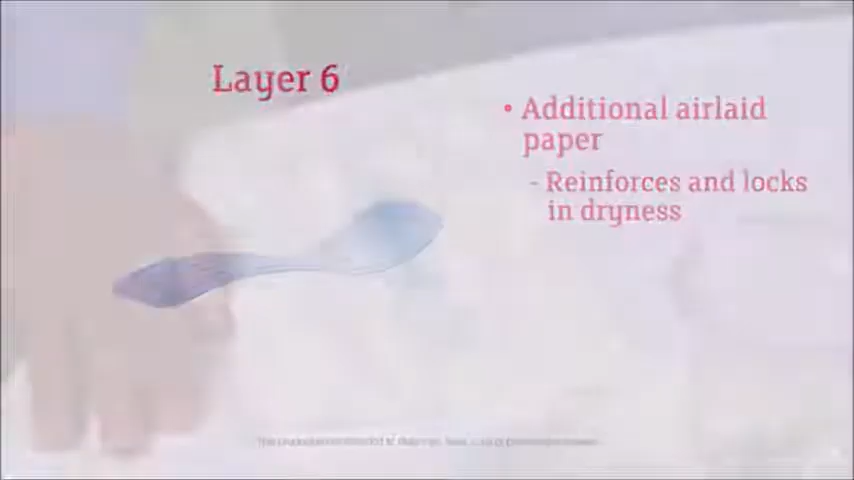 Layer 6
• Additional airlaid
paper
- Reinforces and locks
in dryness